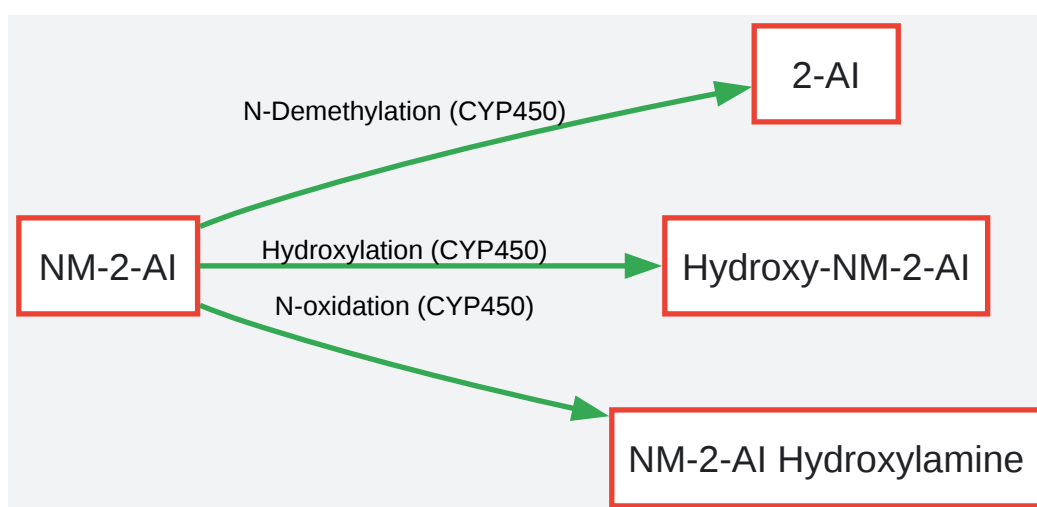 2-AI
N-Demethylation (CYP450)
NM-2-AI
Hydroxylation (CYP450)
Hydroxy-NM-2-AI
N-oxidation (CYP450)
NM-2-AI Hydroxylamine